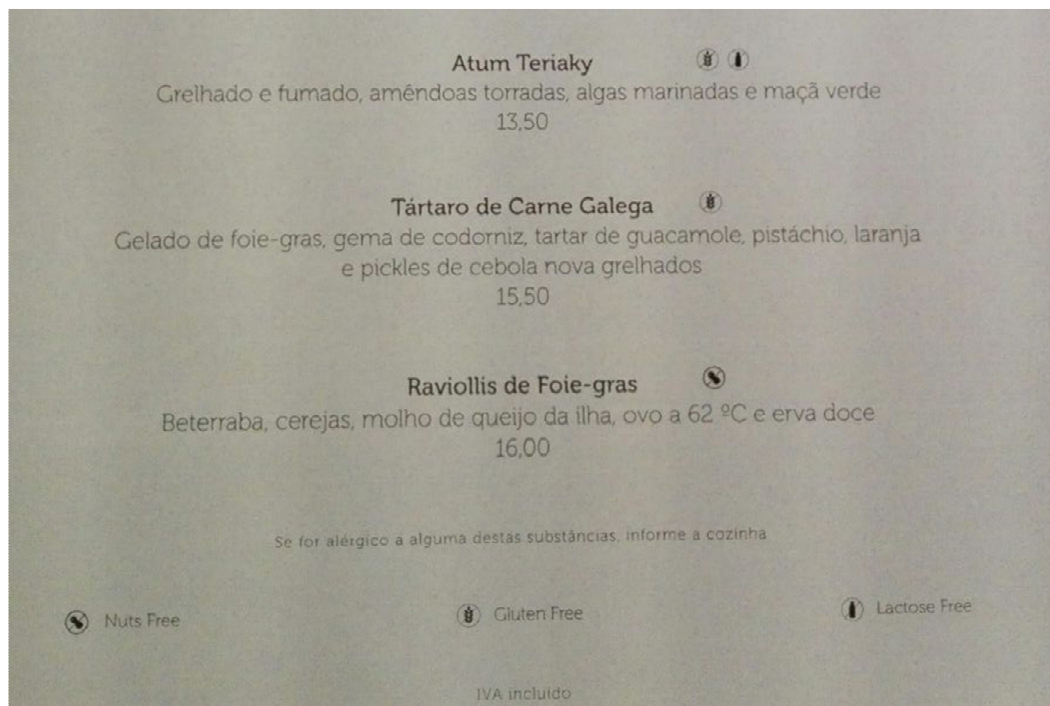 Atum Teriaky
Grelhado e fumado, amêndoas torradas, algas marinadas e maçã verde
13,50
Tártaro de Carne Galega
Gelado de foie-gras, gema de codorniz, tartar de guacamole, pistáchio, laranja
e pickles de cebola nova grelhados
15,50
Raviollis de Foie-gras
Beterraba, cerejas, molho de queijo da ilha, ovo a 62 ºC e erva doce
16,00
Se for alérgico a alguma destas substâncias, informe a cozinha
Nuts Free
Gluten Free
Lactose Free
IVA incluído